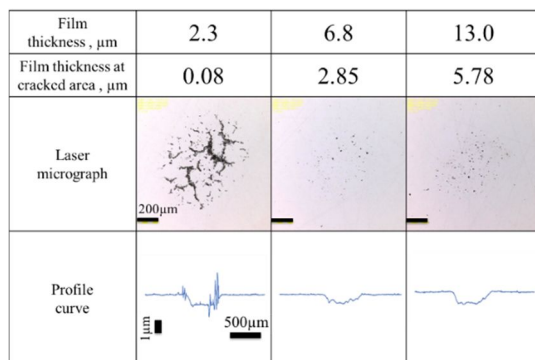 Film
thickness , µm
2.3
6.8
13.0
Film thickness at
cracked area , µm
0.08
2.85
5.78
Laser
micrograph
200µm
Profile
curve
1µm
500µm